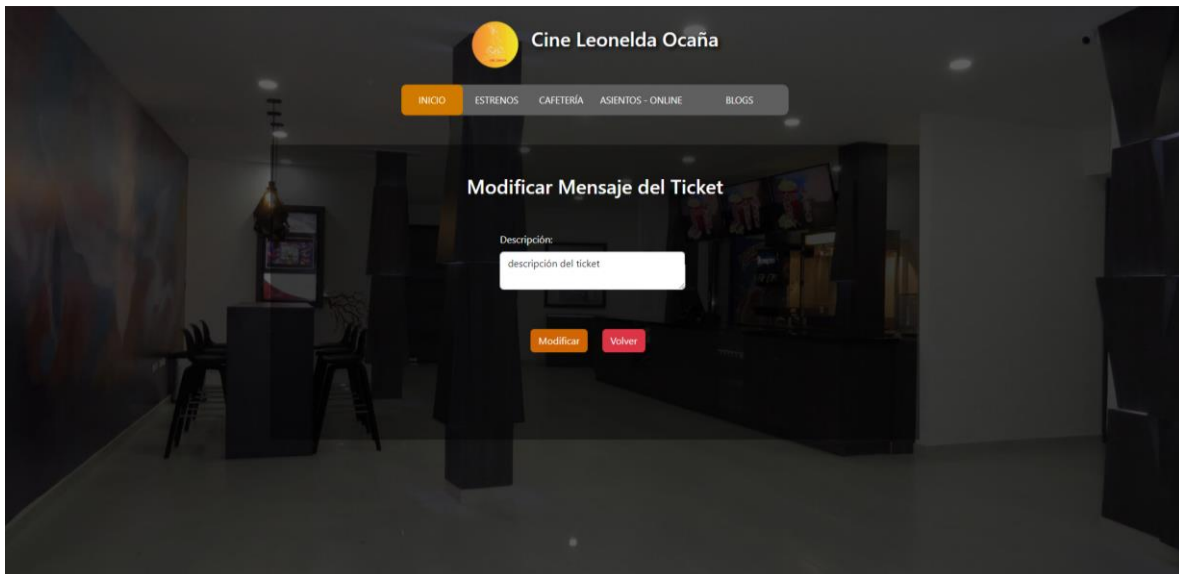 Cine Leonelda Ocaña
INICIO ESTRENOS CAFETERÍA ASIENTOS - ONLINE BLOGS
Modificar Mensaje del Ticket
Descripción:
descripción del ticket
Modificar Volver